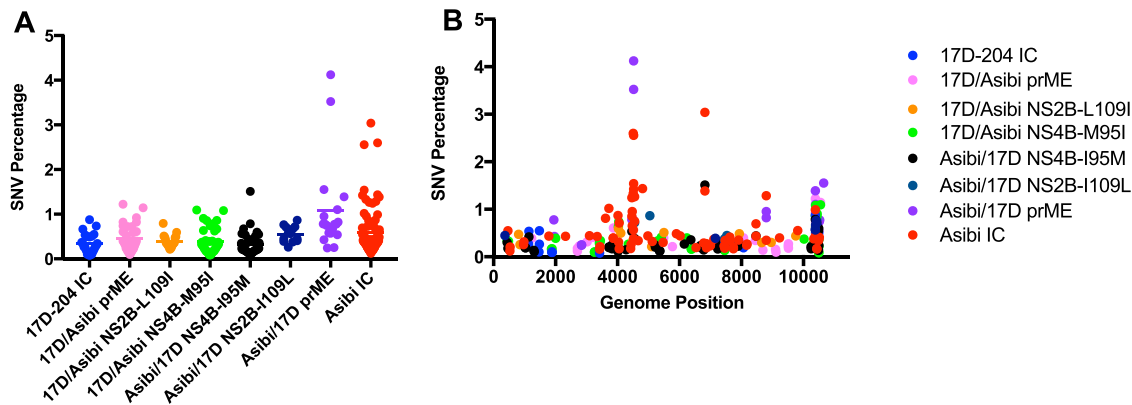 A
SNV Percentage
5
4
3
2
1
0
17D-204 IC
17D/Asibi prME
17D/Asibi NS2B-L109I
17D/Asibi NS4B-M95I
Asibi/17D NS4B-I95M
Asibi/17D NS2B-I109L
Asibi/17D prME
Asibi IC
B
SNV Percentage
5
4
3
2
1
0
0 2000 4000 6000 8000 10000
Genome Position
17D-204 IC
17D/Asibi prME
17D/Asibi NS2B-L109I
17D/Asibi NS4B-M95I
Asibi/17D NS4B-I95M
Asibi/17D NS2B-I109L
Asibi/17D prME
Asibi IC